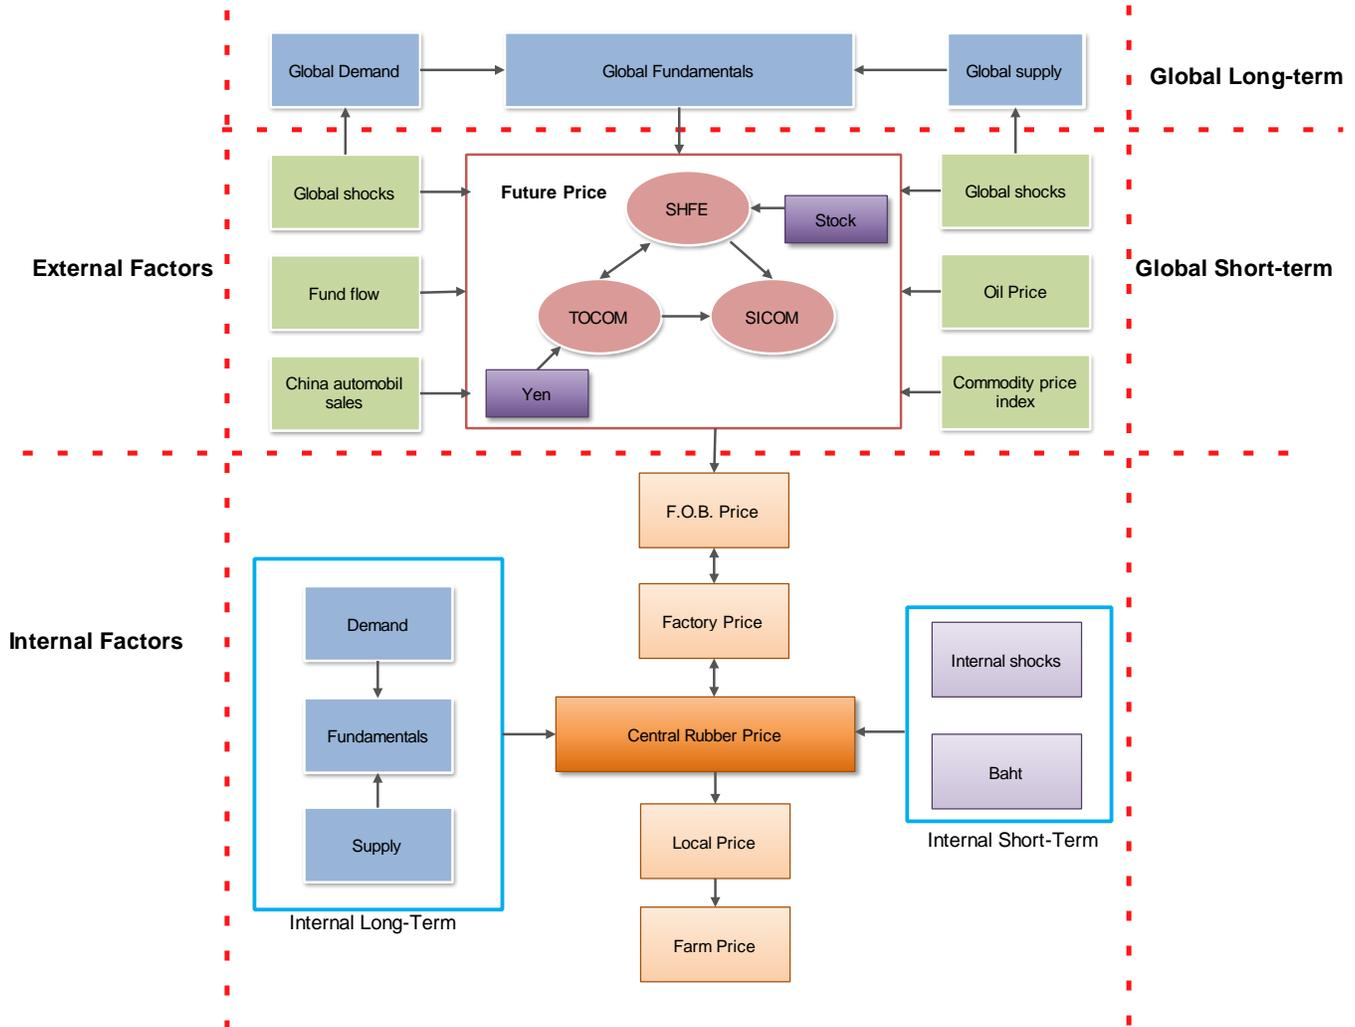 Global Demand
Global Fundamentals
Global supply
Global Long-term
Global shocks
Future Price
SHFE
Stock
Global shocks
External Factors
Fund flow
TOCOM
SICOM
Oil Price
Global Short-term
China automobil
sales
Yen
Commodity price
index
F.O.B. Price
Internal Factors
Demand
Factory Price
Internal shocks
Fundamentals
Central Rubber Price
Baht
Supply
Local Price
Internal Short-Term
Internal Long-Term
Farm Price